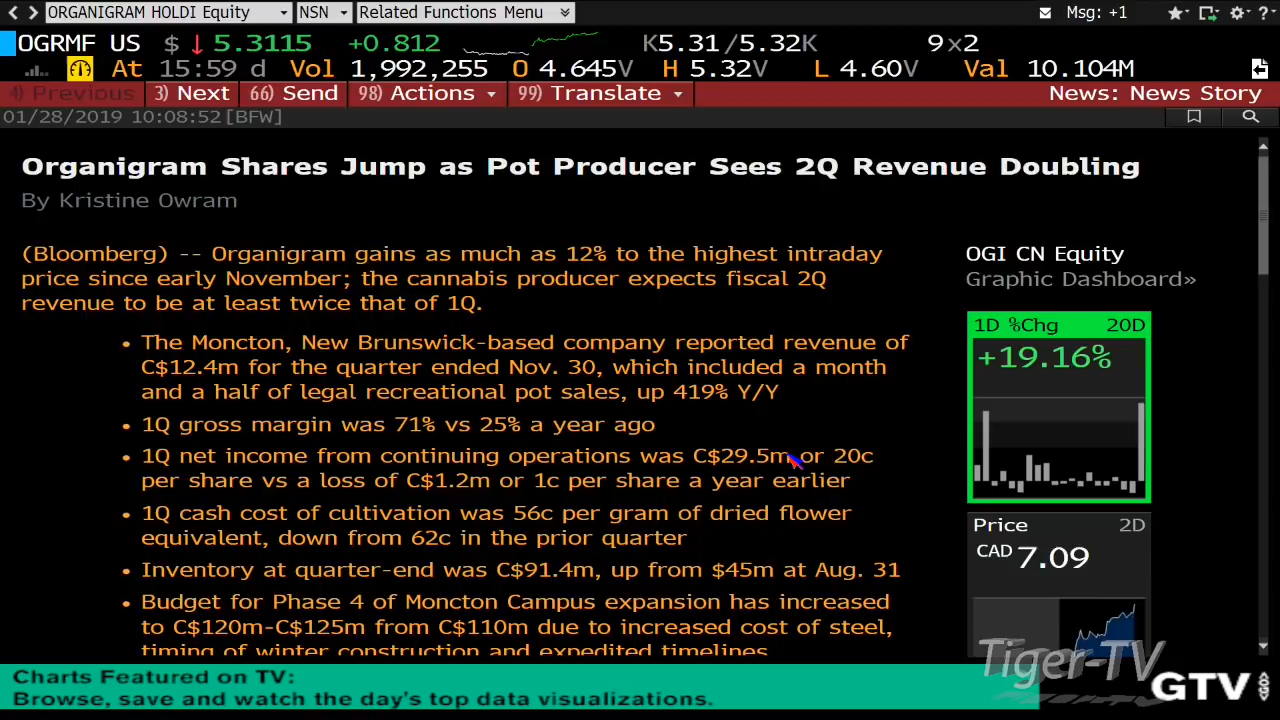 ORGANIGRAM HOLDI Equity NSN Related Functions Menu Msg: +1 ?
OGRMF US $ ↓ 5.3115 +0.812 K5.31/5.32K 9x2
At 15:59 d Vol 1,992,255 O 4.645V H 5.32V L 4.60V Val 10.104M
4) Previous 3) Next 66) Send 98) Actions 99) Translate News: News Story
01/28/2019 10:08:52 [BFW]
Organigram Shares Jump as Pot Producer Sees 2Q Revenue Doubling
By Kristine Owram
(Bloomberg) -- Organigram gains as much as 12% to the highest intraday
price since early November; the cannabis producer expects fiscal 2Q
revenue to be at least twice that of 1Q.
• The Moncton, New Brunswick-based company reported revenue of
C$12.4m for the quarter ended Nov. 30, which included a month
and a half of legal recreational pot sales, up 419% Y/Y
• 1Q gross margin was 71% vs 25% a year ago
• 1Q net income from continuing operations was C$29.5m or 20c
per share vs a loss of C$1.2m or 1c per share a year earlier
• 1Q cash cost of cultivation was 56c per gram of dried flower
equivalent, down from 62c in the prior quarter
• Inventory at quarter-end was C$91.4m, up from $45m at Aug. 31
• Budget for Phase 4 of Moncton Campus expansion has increased
to C$120m-C$125m from C$110m due to increased cost of steel,
timing of winter construction and expedited timelines
OGI CN Equity
Graphic Dashboard»
1D %Chg 20D
+19.16%
Price 2D
CAD 7.09
Tiger-TV
Charts Featured on TV:
Browse, save and watch the day's top data visualizations.
GTV